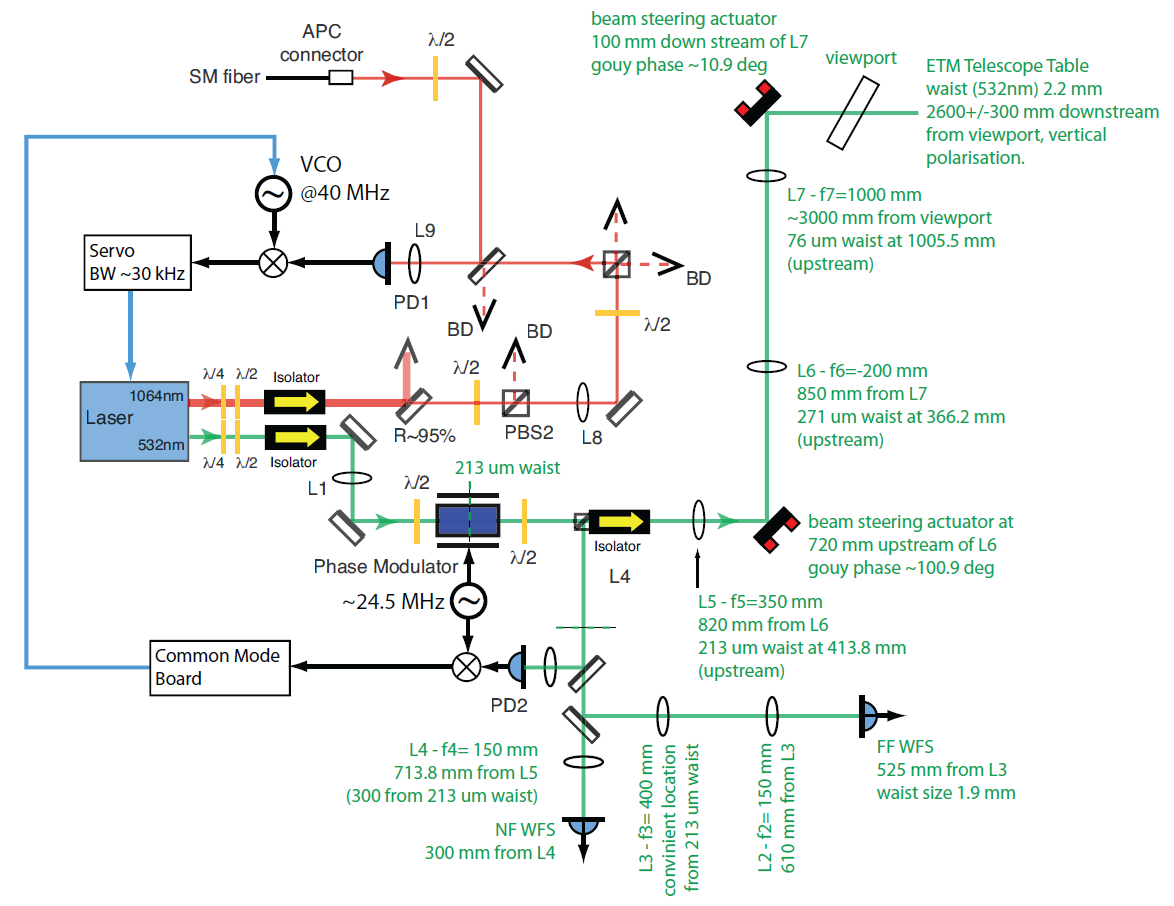 APC
connector
SM fiber
λ/2
beam steering actuator
100 mm down stream of L7
gouy phase ~10.9 deg
viewport
ETM Telescope Table
waist (532nm) 2.2 mm
2600+/-300 mm downstream
from viewport, vertical
polarisation.
VCO
@40 MHz
~
L7 - f7=1000 mm
~3000 mm from viewport
76 um waist at 1005.5 mm
(upstream)
Servo
BW ~30 kHz
L9
PD1
BD
BD
BD
λ/2
L6 - f6=-200 mm
850 mm from L7
271 um waist at 366.2 mm
(upstream)
Laser
1064nm
532nm
λ/4
λ/2
Isolator
λ/2
R~95%
PBS2
L8
λ/4
λ/2
Isolator
L1
λ/2
213 um waist
λ/2
Phase Modulator
Isolator
L4
beam steering actuator at
720 mm upstream of L6
gouy phase ~100.9 deg
~24.5 MHz
~
L5 - f5=350 mm
820 mm from L6
213 um waist at 413.8 mm
(upstream)
Common Mode
Board
PD2
L4 - f4= 150 mm
713.8 mm from L5
(300 from 213 um waist)
NF WFS
300 mm from L4
L3 - f3= 400 mm
convinient location
from 213 um waist
L2 - f2= 150 mm
610 mm from L3
FF WFS
525 mm from L3
waist size 1.9 mm